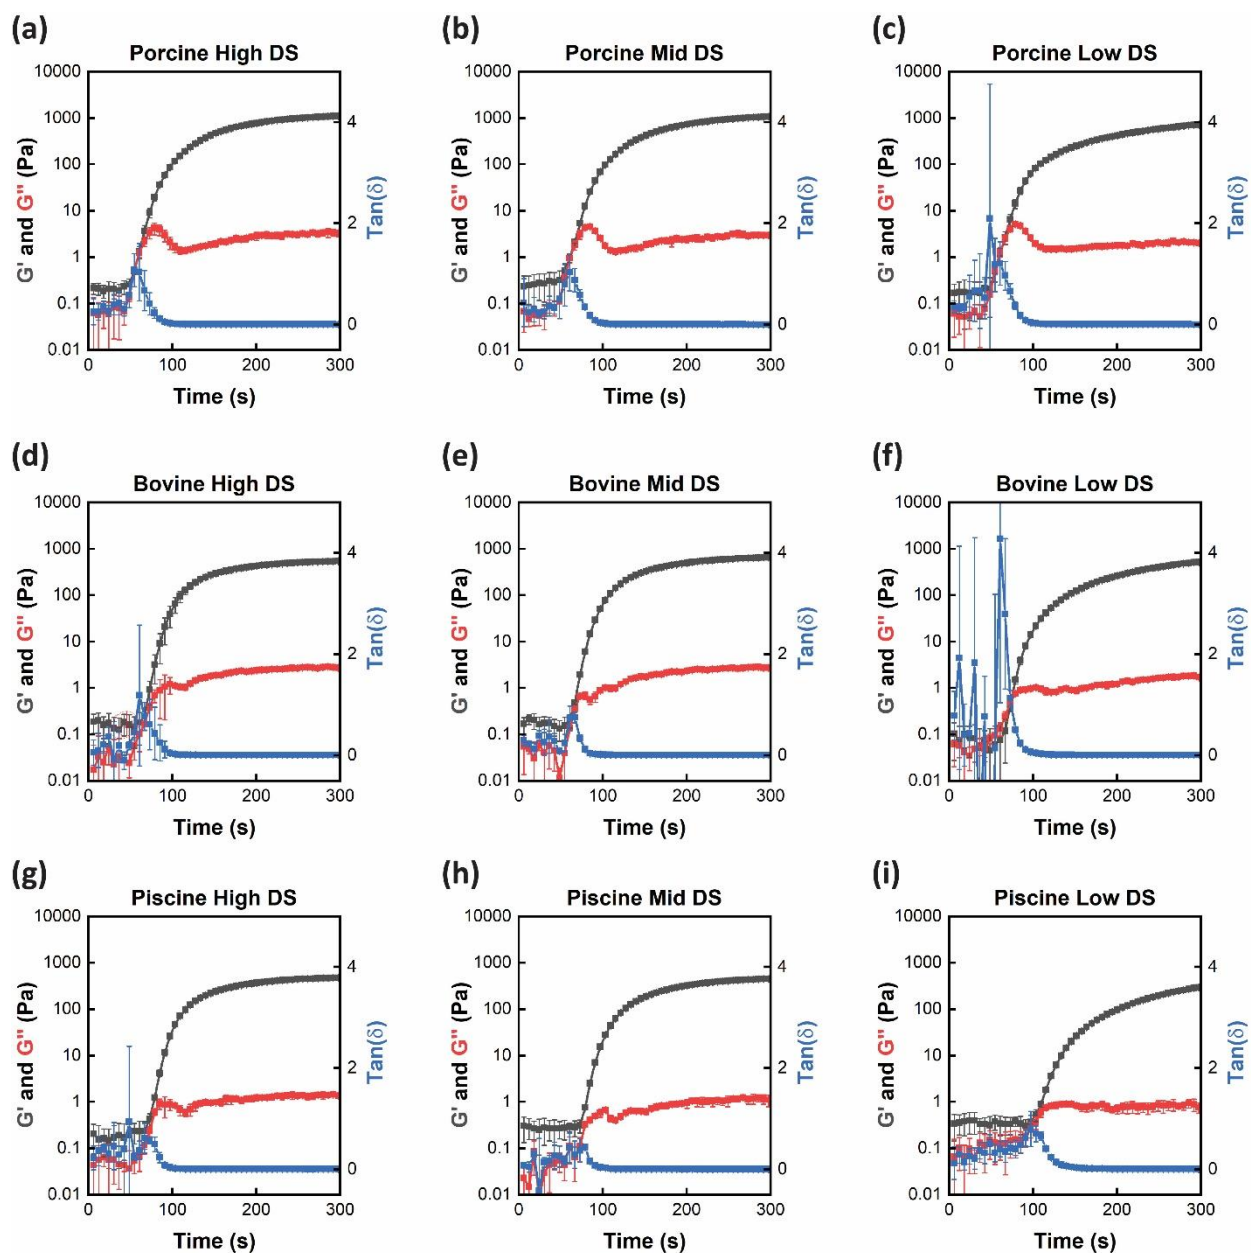 (a)
Porcine High DS
10000
1000
100
10
1
0.1
0.01
G' and G'' (Pa)
4
2
0
Tan(δ)
0 100 200 300
Time (s)
(b)
Porcine Mid DS
10000
1000
100
10
1
0.1
0.01
G' and G'' (Pa)
4
2
0
Tan(δ)
0 100 200 300
Time (s)
(c)
Porcine Low DS
10000
1000
100
10
1
0.1
0.01
G' and G'' (Pa)
4
2
0
Tan(δ)
0 100 200 300
Time (s)
(d)
Bovine High DS
10000
1000
100
10
1
0.1
0.01
G' and G'' (Pa)
4
2
0
Tan(δ)
0 100 200 300
Time (s)
(e)
Bovine Mid DS
10000
1000
100
10
1
0.1
0.01
G' and G'' (Pa)
4
2
0
Tan(δ)
0 100 200 300
Time (s)
(f)
Bovine Low DS
10000
1000
100
10
1
0.1
0.01
G' and G'' (Pa)
4
2
0
Tan(δ)
0 100 200 300
Time (s)
(g)
Piscine High DS
10000
1000
100
10
1
0.1
0.01
G' and G'' (Pa)
4
2
0
Tan(δ)
0 100 200 300
Time (s)
(h)
Piscine Mid DS
10000
1000
100
10
1
0.1
0.01
G' and G'' (Pa)
4
2
0
Tan(δ)
0 100 200 300
Time (s)
(i)
Piscine Low DS
10000
1000
100
10
1
0.1
0.01
G' and G'' (Pa)
4
2
0
Tan(δ)
0 100 200 300
Time (s)